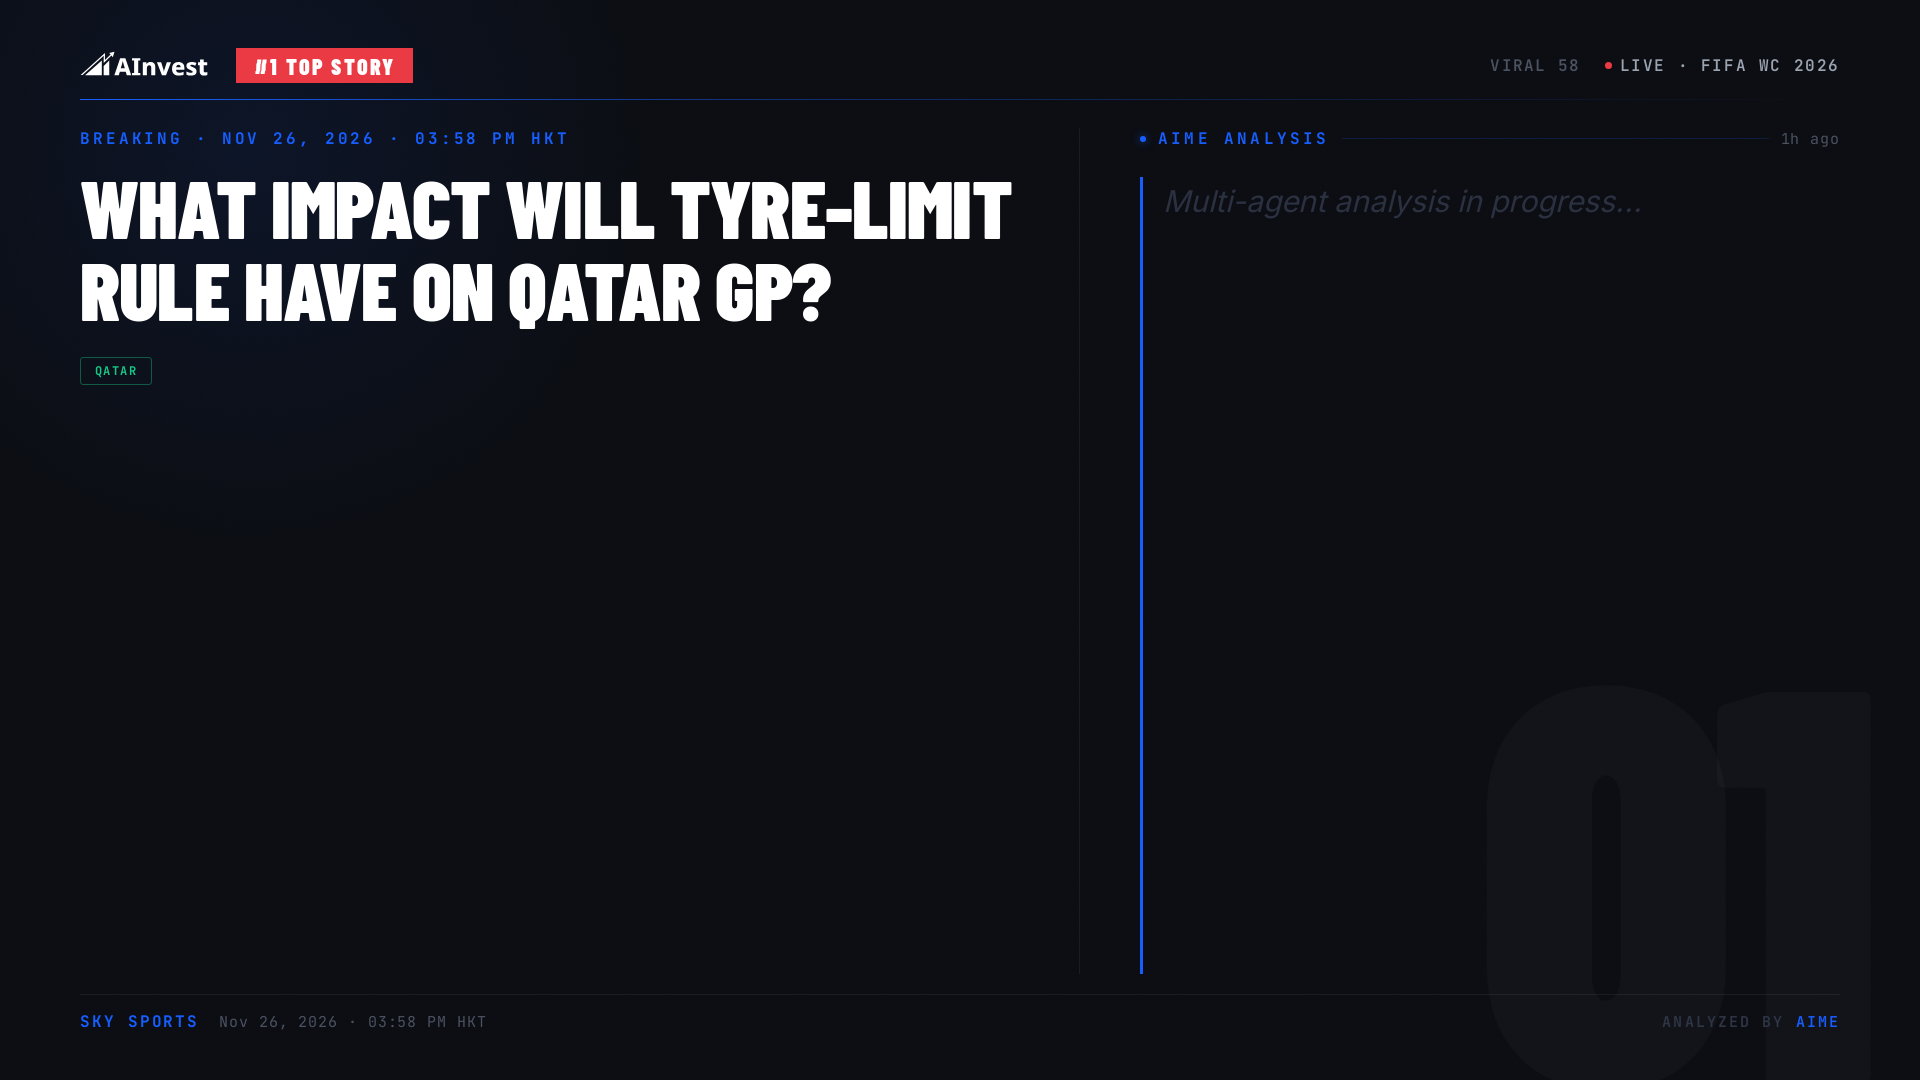 AInvest
#1 TOP STORY
VIRAL 58
LIVE · FIFA WC 2026
BREAKING · NOV 26, 2026 · 03:58 PM HKT
WHAT IMPACT WILL TYRE-LIMIT
RULE HAVE ON QATAR GP?
QATAR
AIME ANALYSIS
1h ago
Multi-agent analysis in progress...
01
SKY SPORTS
Nov 26, 2026 · 03:58 PM HKT
ANALYZED BY AIME